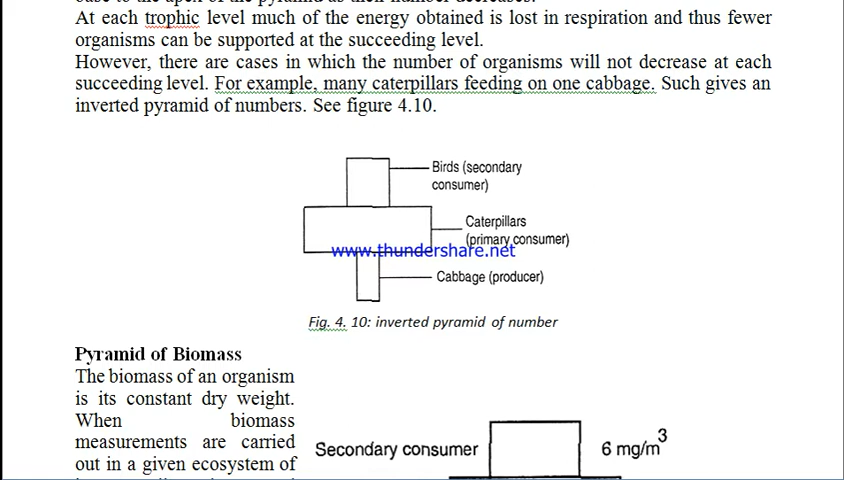 At each trophic level much of the energy obtained is lost in respiration and thus fewer
organisms can be supported at the succeeding level.
However, there are cases in which the number of organisms will not decrease at each
succeeding level. For example, many caterpillars feeding on one cabbage. Such gives an
inverted pyramid of numbers. See figure 4.10.
Birds (secondary
consumer)
Caterpillars
(primary consumer)
www.thundershare.net
Cabbage (producer)
Fig. 4. 10: inverted pyramid of number
Pyramid of Biomass
The biomass of an organism
is its constant dry weight.
When biomass
measurements are carried
out in a given ecosystem of
Secondary consumer 6 mg/m³